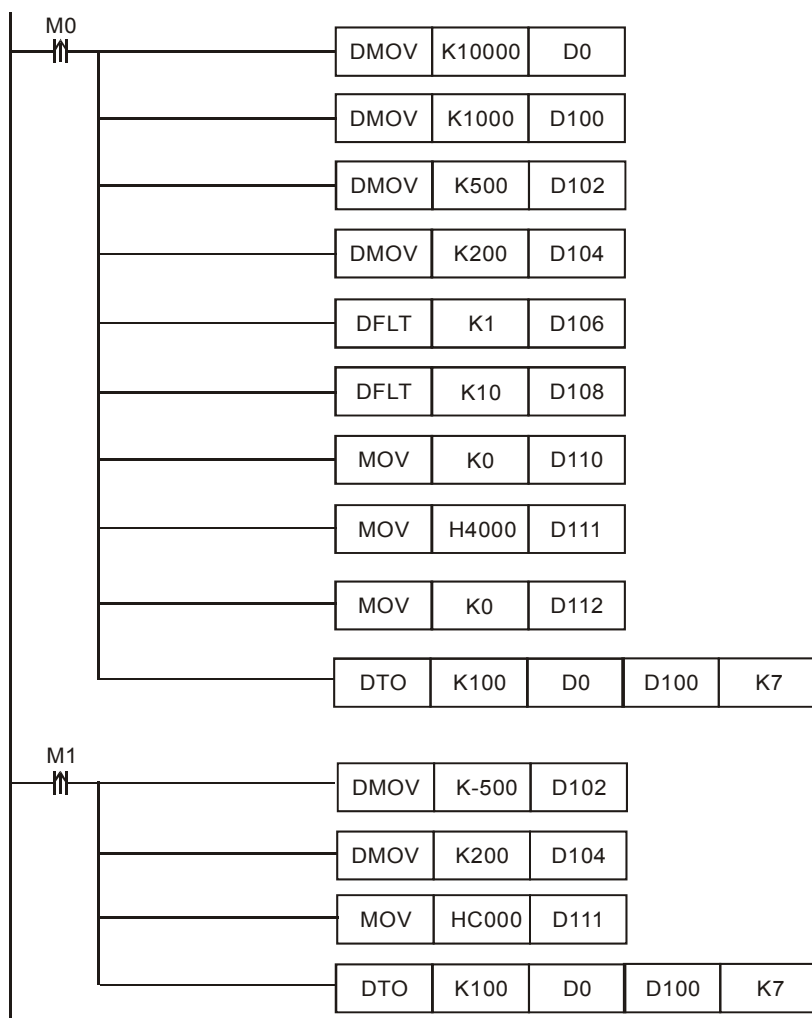 M0
DMOV K10000 D0
DMOV K1000 D100
DMOV K500 D102
DMOV K200 D104
DFLT K1 D106
DFLT K10 D108
MOV K0 D110
MOV H4000 D111
MOV K0 D112
DTO K100 D0 D100 K7
M1
DMOV K-500 D102
DMOV K200 D104
MOV HC000 D111
DTO K100 D0 D100 K7